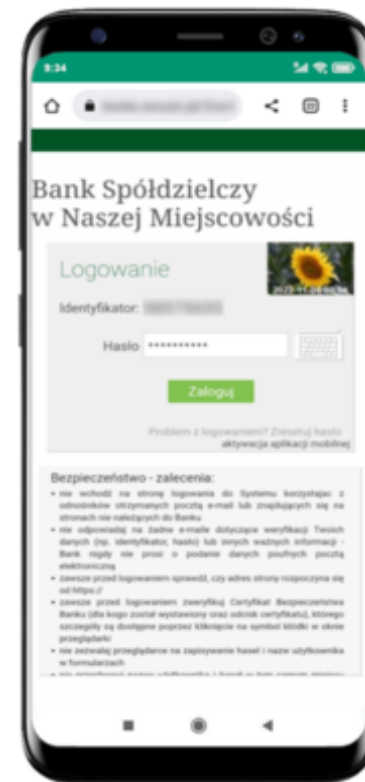 9:34
Bank Spółdzielczy
w Naszej Miejscowości
Logowanie
Identyfikator:
Hasło ••••••••••
Zaloguj
Problem z logowaniem? Zresetuj hasło
aktywacja aplikacji mobilnej
Bezpieczeństwo - zalecenia:
• nie wchodź na stronę logowania do Systemu korzystając z
odnośników otrzymanych pocztą e-mail lub znajdujących się na
stronach nie należących do Banku
• nie odpowiadaj na żadne e-maile dotyczące weryfikacji Twoich
danych (np. identyfikator, hasło) lub innych ważnych informacji -
Bank nigdy nie prosi o podanie danych poufnych pocztą
elektroniczną
• zawsze przed logowaniem sprawdź, czy adres strony rozpoczyna się
od https://
• zawsze przed logowaniem zweryfikuj Certyfikat Bezpieczeństwa
Banku (dla kogo został wystawiony oraz odcisk certyfikatu), którego
szczegóły są dostępne poprzez kliknięcie na symbol kłódki w oknie
przeglądarki
• nie zezwalaj przeglądarce na zapisywanie haseł i nazw użytkownika
w formularzach